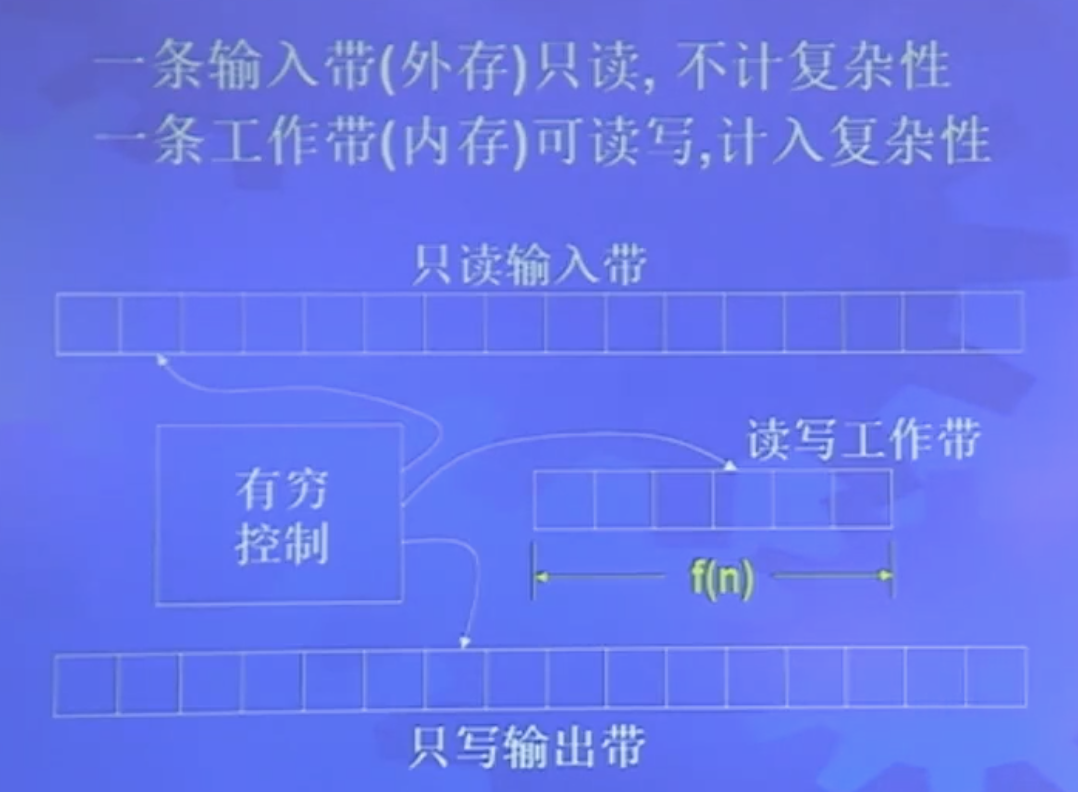 一条输入带(外存)只读, 不计复杂性
一条工作带(内存)可读写,计入复杂性
只读输入带
读写工作带
有穷
控制
f(n)
只写输出带